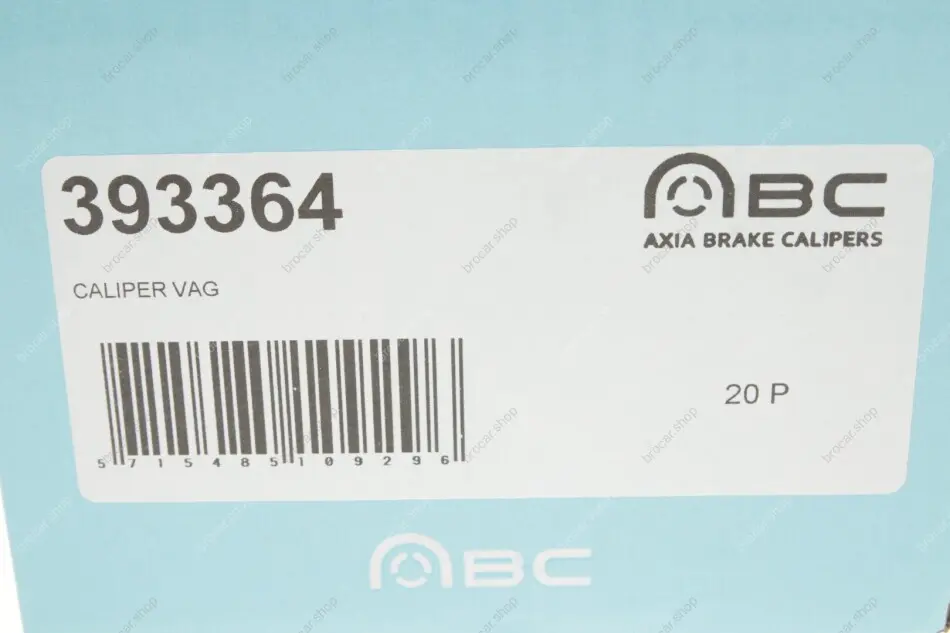 393364
ABC
AXIA BRAKE CALIPERS
CALIPER VAG
20 P
5715485109296
ABC
brocar.shop